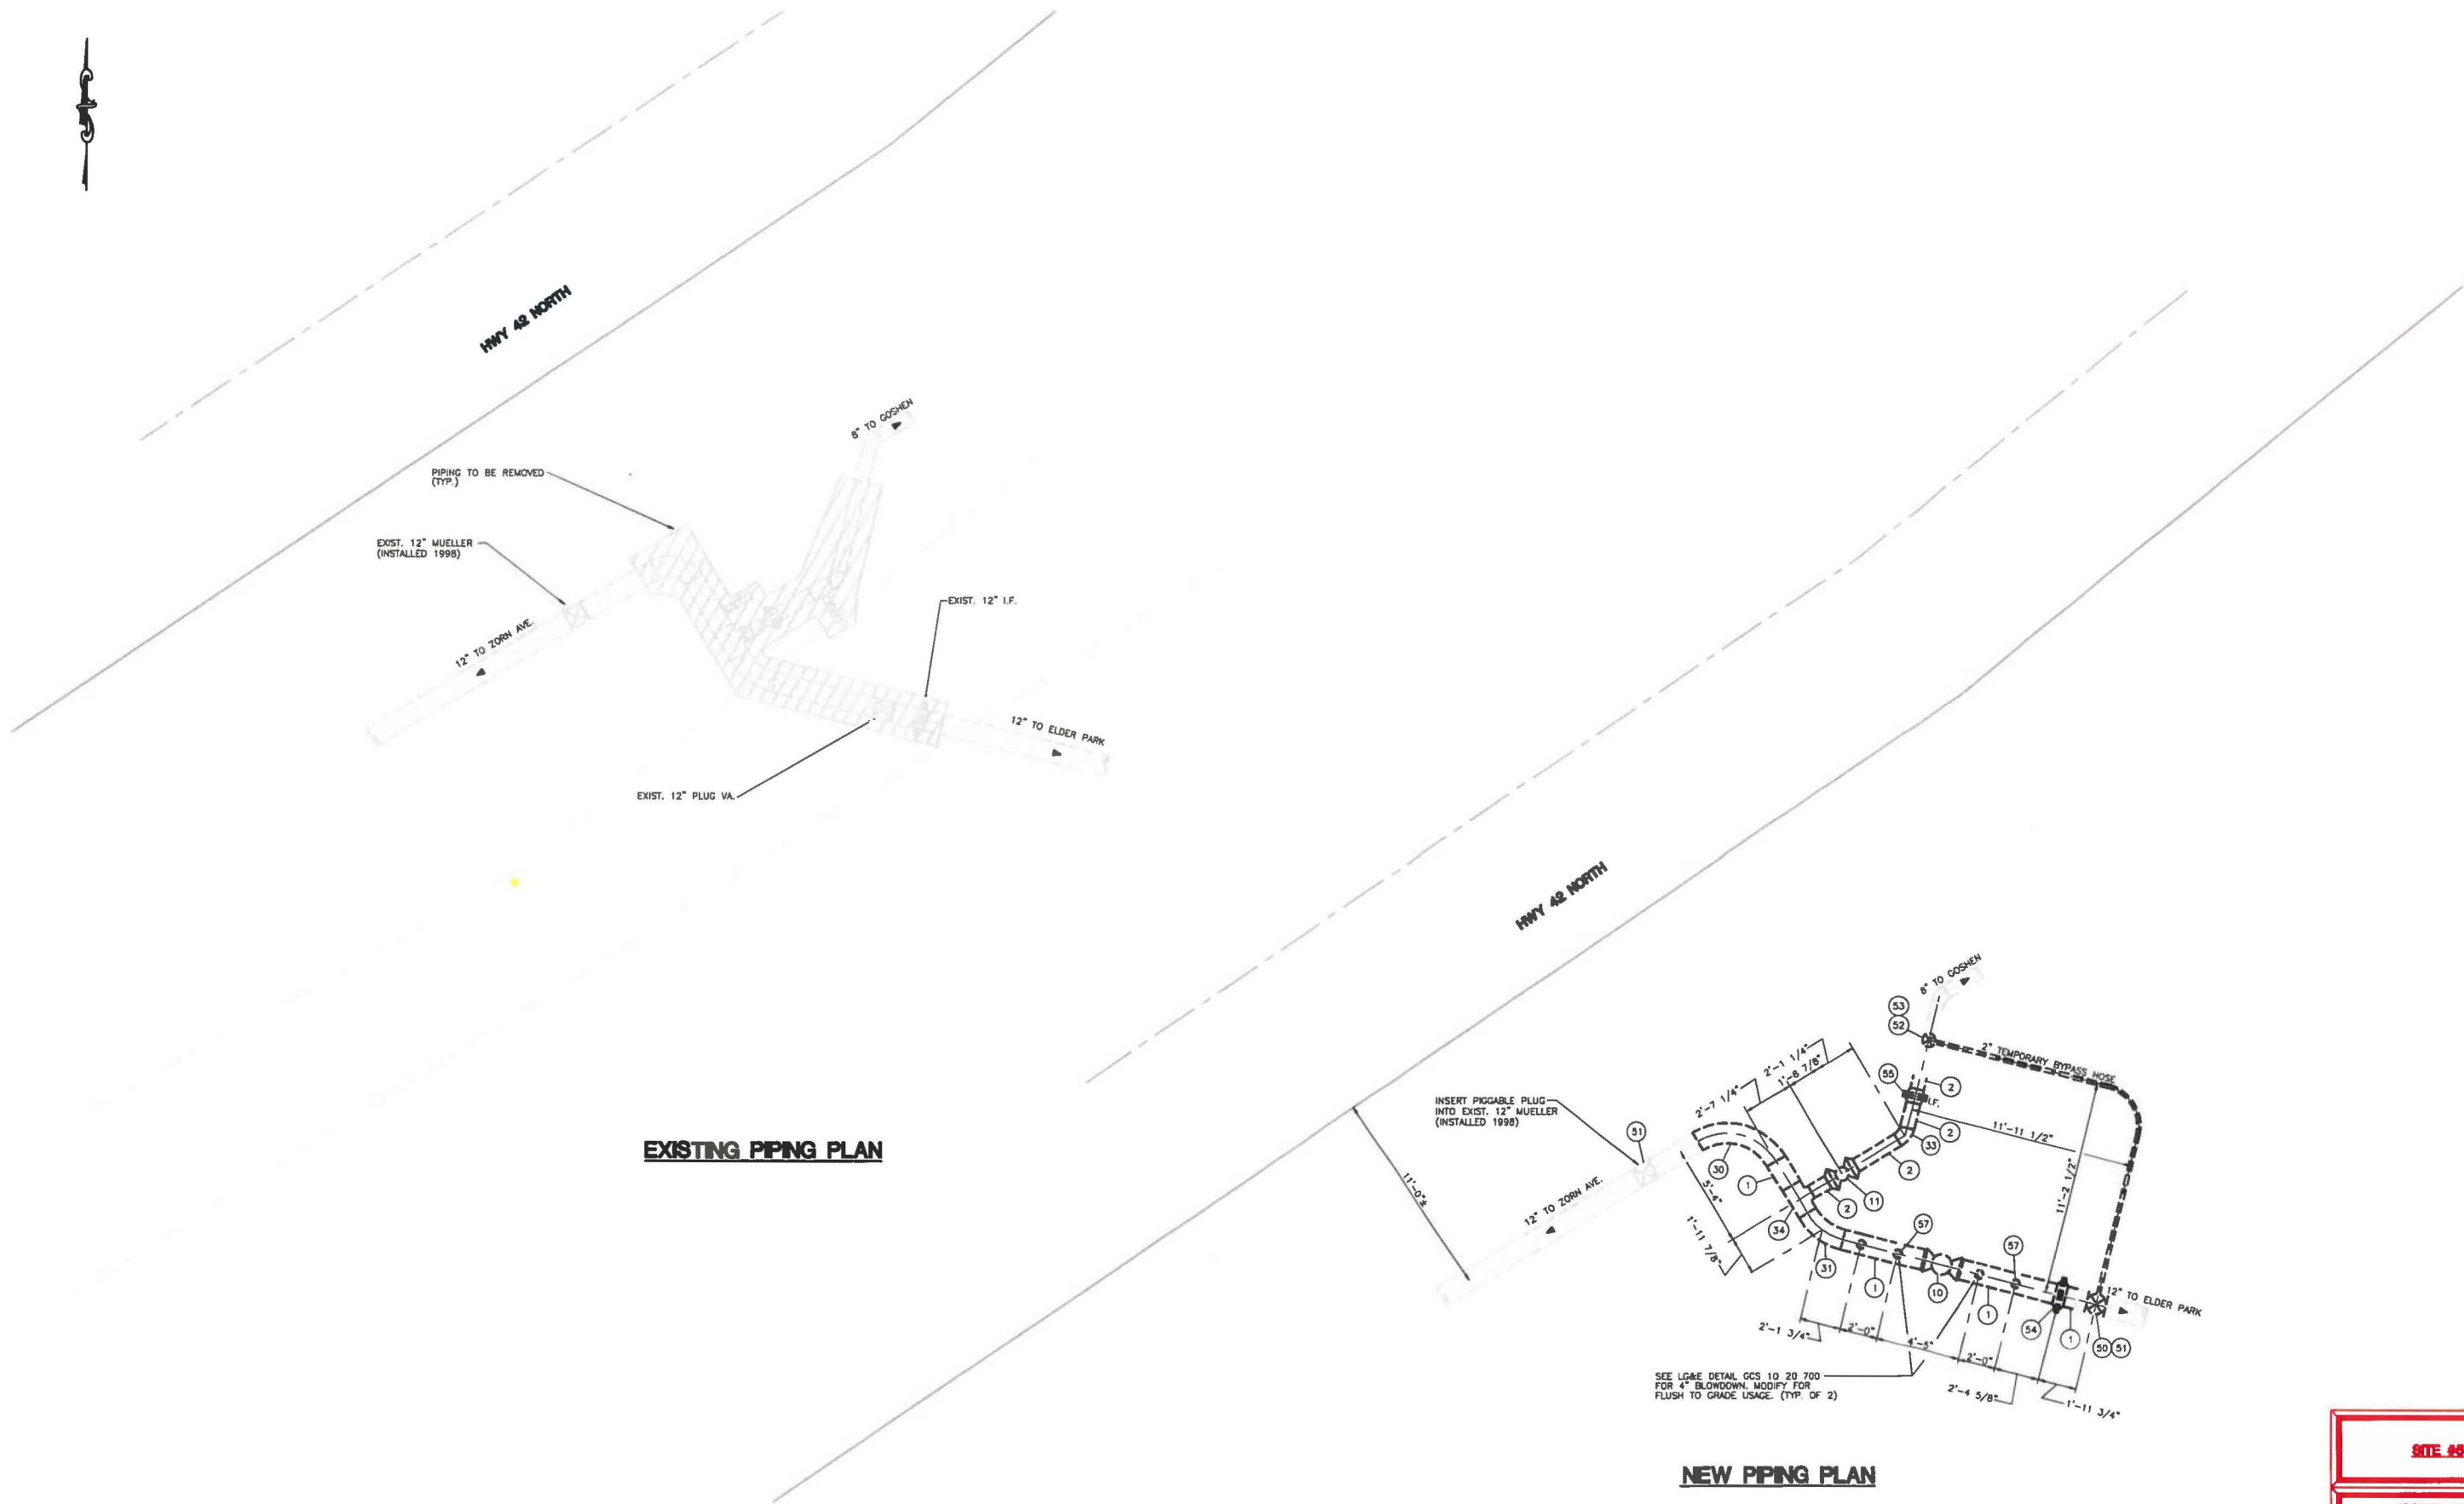 HWY 42 NORTH
8" TO GOSHEN
PIPING TO BE REMOVED
(TYP.)
EXIST. 12" MUELLER
(INSTALLED 1998)
12" TO ZORN AVE.
EXIST. 12" I.F.
12" TO ELDER PARK
EXIST. 12" PLUG VA.
EXISTING PIPING PLAN
HWY 42 NORTH
8" TO GOSHEN
53
52
2" TEMPORARY BYPASS HOSE
2'-1 1/4"
1'-8 7/8"
2'-7 1/4"
55
2
I.F.
2
11'-11 1/2"
33
2
INSERT PIGGABLE PLUG
INTO EXIST. 12" MUELLER
(INSTALLED 1998)
51
30
1
11
2
5'-4"
34
1'-11 7/8"
11'-2 1/2"
11'-0"±
12" TO ZORN AVE.
57
57
31
1
10
1
54
1
50
51
12" TO ELDER PARK
2'-1 3/4"
2'-0"
4'-5"
2'-0"
2'-4 5/8"
1'-11 3/4"
SEE LG&E DETAIL GCS 10 20 700
FOR 4" BLOWDOWN. MODIFY FOR
FLUSH TO GRADE USAGE. (TYP. OF 2)
NEW PIPING PLAN
SITE #5